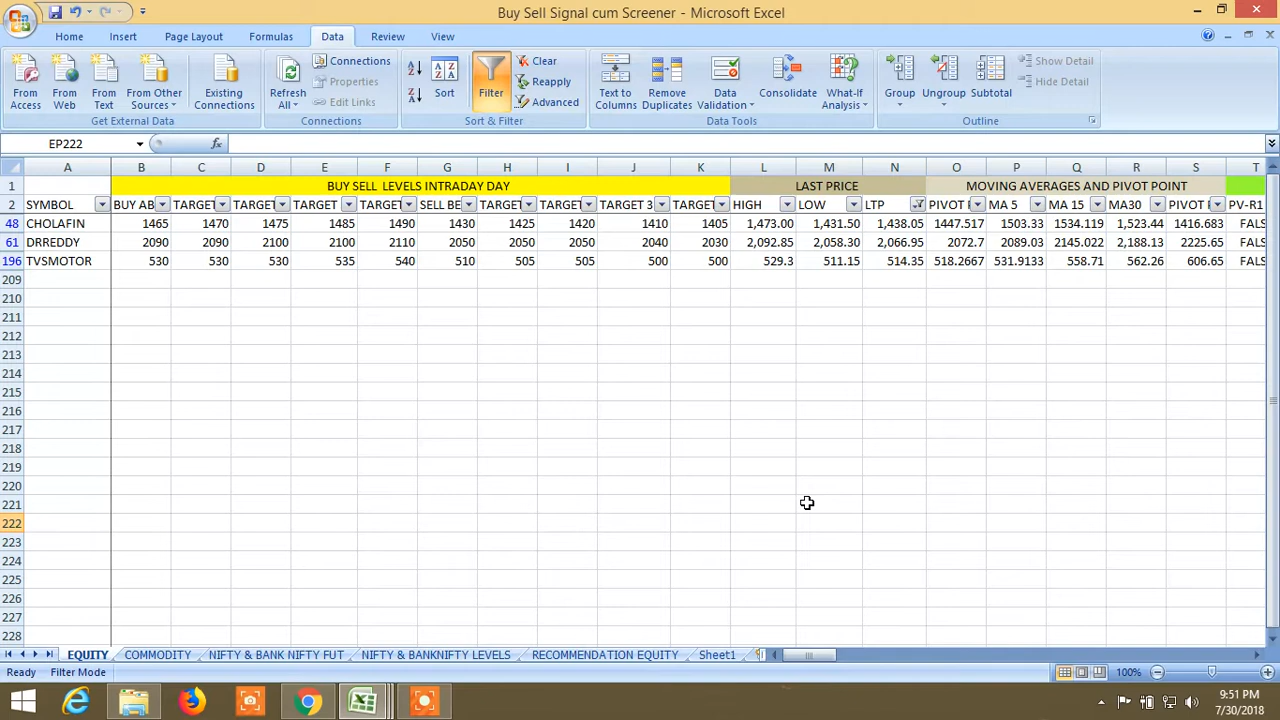 Buy Sell Signal cum Screener - Microsoft Excel
Home Insert Page Layout Formulas Data Review View
From Access
From Web
From Text
From Other Sources
Existing Connections
Get External Data
Refresh All
Connections
Properties
Edit Links
Connections
Sort
Filter
Clear
Reapply
Advanced
Sort & Filter
Text to Columns
Remove Duplicates
Data Validation
Consolidate
What-If Analysis
Data Tools
Group
Ungroup
Subtotal
Show Detail
Hide Detail
Outline
EP222 fx
A B C D E F G H I J K L M N O P Q R S T
1 BUY SELL LEVELS INTRADAY DAY LAST PRICE MOVING AVERAGES AND PIVOT POINT
2 SYMBOL BUY AB TARGET TARGET TARGET TARGET SELL BE TARGET TARGET TARGET 3 TARGET HIGH LOW LTP PIVOT MA 5 MA 15 MA30 PIVOT PV-R1
48 CHOLAFIN 1465 1470 1475 1485 1490 1430 1425 1420 1410 1405 1,473.00 1,431.50 1,438.05 1447.517 1503.33 1534.119 1,523.44 1416.683 FALS
61 DRREDDY 2090 2090 2100 2100 2110 2050 2050 2050 2040 2030 2,092.85 2,058.30 2,066.95 2072.7 2089.03 2145.022 2,188.13 2225.65 FALS
196 TVSMOTOR 530 530 530 535 540 510 505 505 500 500 529.3 511.15 514.35 518.2667 531.9133 558.71 562.26 606.65 FALS
209
210
211
212
213
214
215
216
217
218
219
220
221
222
223
224
225
226
227
228
EQUITY COMMODITY NIFTY & BANK NIFTY FUT NIFTY & BANKNIFTY LEVELS RECOMMENDATION EQUITY Sheet1
Ready Filter Mode 100%
9:51 PM
7/30/2018